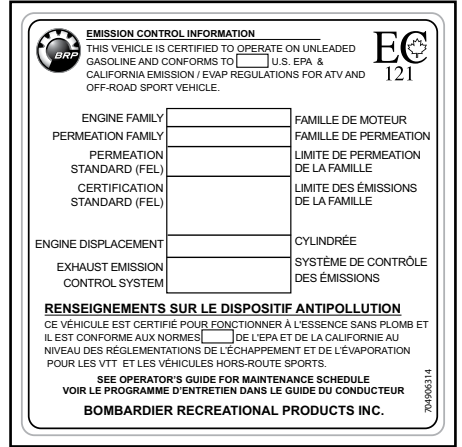 EMISSION CONTROL INFORMATION
THIS VEHICLE IS CERTIFIED TO OPERATE ON UNLEADED
GASOLINE AND CONFORMS TO U.S. EPA &
CALIFORNIA EMISSION / EVAP REGULATIONS FOR ATV AND
OFF-ROAD SPORT VEHICLE.
BRP
EC
121
ENGINE FAMILY FAMILLE DE MOTEUR
PERMEATION FAMILY FAMILLE DE PERMEATION
PERMEATION LIMITE DE PERMEATION
STANDARD (FEL) DE LA FAMILLE
CERTIFICATION LIMITE DES ÉMISSIONS
STANDARD (FEL) DE LA FAMILLE
ENGINE DISPLACEMENT CYLINDRÉE
EXHAUST EMISSION SYSTÈME DE CONTRÔLE
CONTROL SYSTEM DES ÉMISSIONS
RENSEIGNEMENTS SUR LE DISPOSITIF ANTIPOLLUTION
CE VÉHICULE EST CERTIFIÉ POUR FONCTIONNER À L'ESSENCE SANS PLOMB ET
IL EST CONFORME AUX NORMES DE L'EPA ET DE LA CALIFORNIE AU
NIVEAU DES RÉGLEMENTATIONS DE L'ÉCHAPPEMENT ET DE L'ÉVAPORATION
POUR LES VTT ET LES VÉHICULES HORS-ROUTE SPORTS.
SEE OPERATOR'S GUIDE FOR MAINTENANCE SCHEDULE
VOIR LE PROGRAMME D'ENTRETIEN DANS LE GUIDE DU CONDUCTEUR
BOMBARDIER RECREATIONAL PRODUCTS INC.
704906314